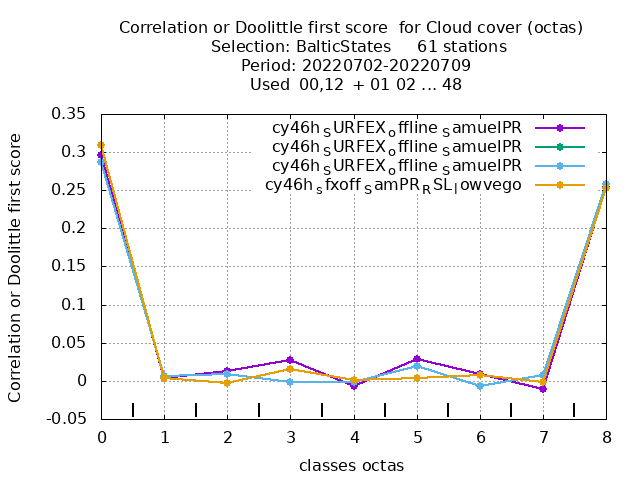 Correlation or Doolittle first score  for Cloud cover (octas)
Selection: BalticStates     61 stations
Period: 20220702-20220709
Used  00,12  + 01 02 ... 48
0.35
0.3
0.25
0.2
0.15
0.1
0.05
0
-0.05
Correlation or Doolittle first score
cy46h_SURFEX_offline_SamuelPR
cy46h_SURFEX_offline_SamuelPR
cy46h_SURFEX_offline_SamuelPR
cy46h_sfxoff_SamPR_RSL_lowvego
0 1 2 3 4 5 6 7 8
classes octas